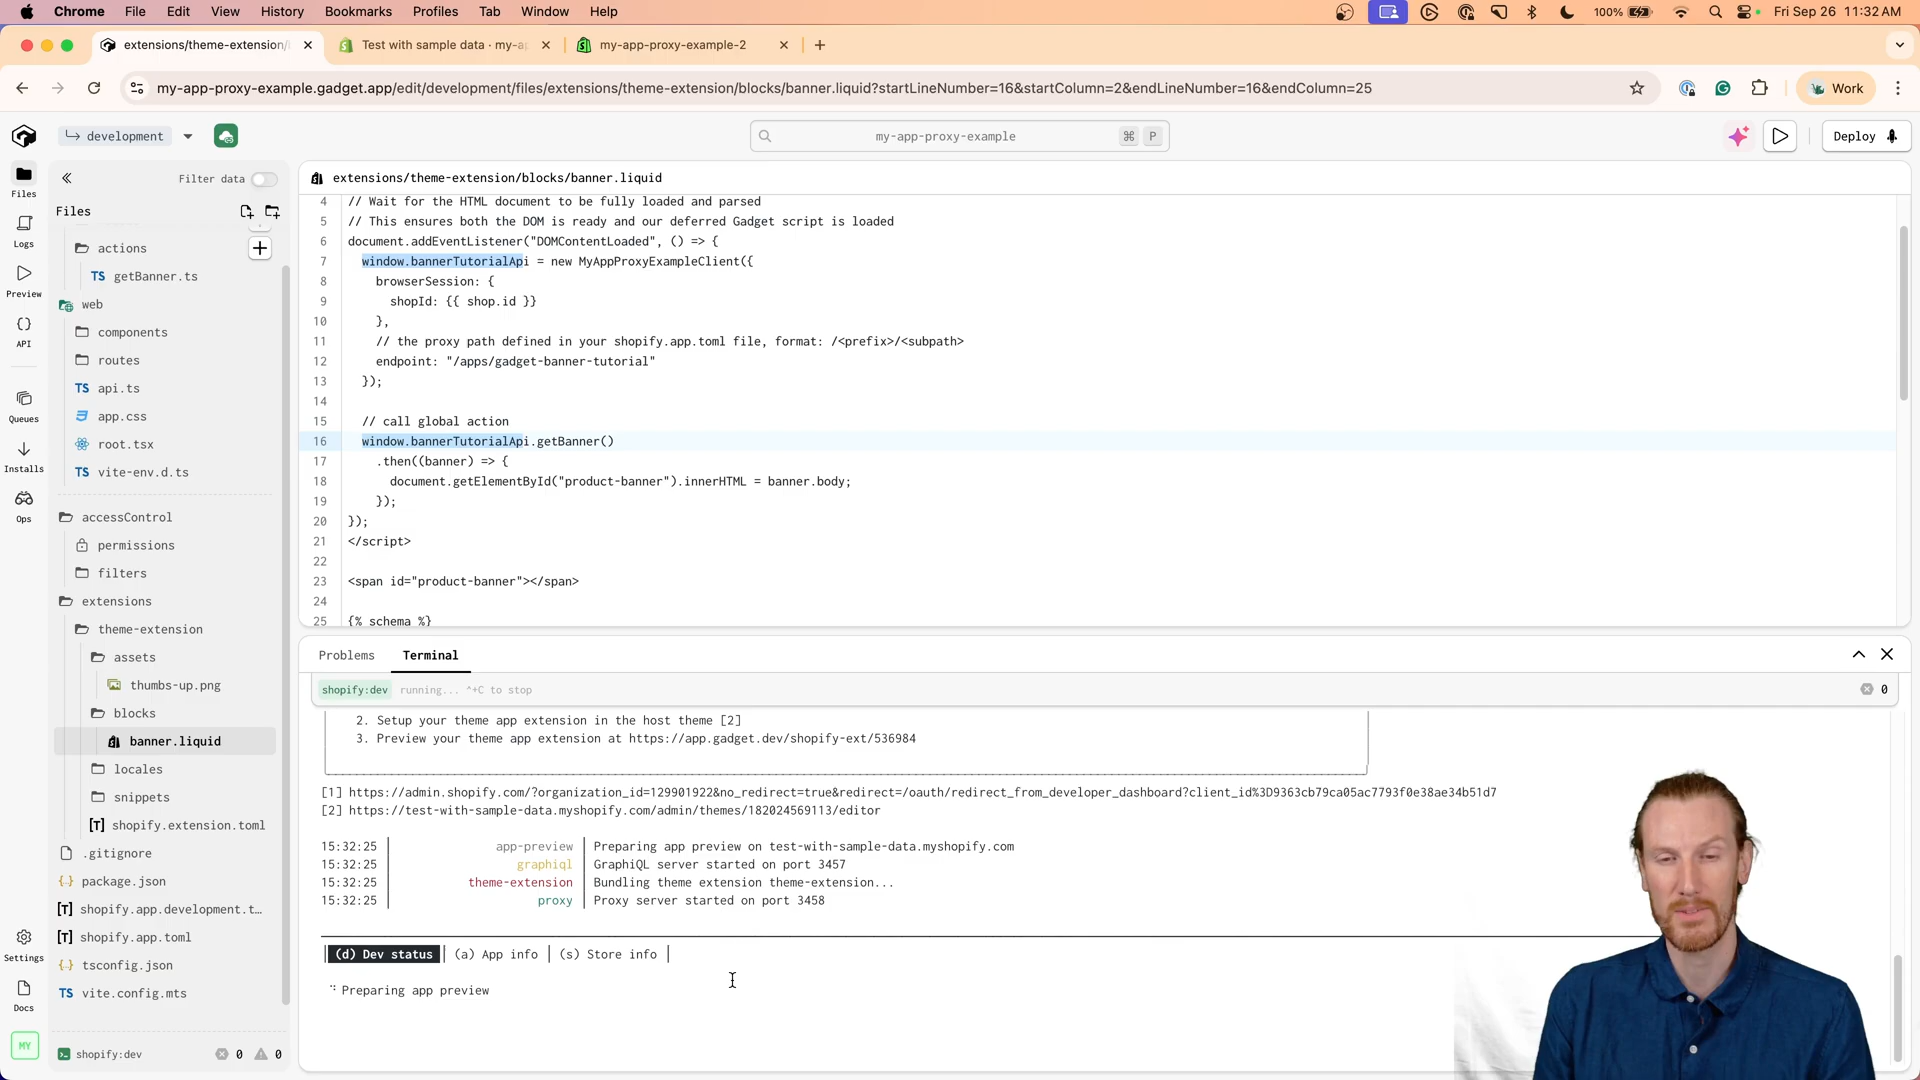 Chrome File Edit View History Bookmarks Profiles Tab Window Help 100% Fri Sep 26 11:32 AM
extensions/theme-extension/ Test with sample data · my-ap my-app-proxy-example-2
my-app-proxy-example.gadget.app/edit/development/files/extensions/theme-extension/blocks/banner.liquid?startLineNumber=16&startColumn=2&endLineNumber=16&endColumn=25 Work
development my-app-proxy-example ⌘ P Deploy
Files
Logs
Preview
API
Queues
Installs
Ops
Settings
Docs
MY
Filter data
Files
actions
TS getBanner.ts
web
components
routes
TS api.ts
app.css
root.tsx
vite-env.d.ts
accessControl
permissions
filters
extensions
theme-extension
assets
thumbs-up.png
blocks
banner.liquid
locales
snippets
[T] shopify.extension.toml
.gitignore
{..} package.json
[T] shopify.app.development.t…
[T] shopify.app.toml
{..} tsconfig.json
TS vite.config.mts
shopify:dev 0 0
extensions/theme-extension/blocks/banner.liquid
4 // Wait for the HTML document to be fully loaded and parsed
5 // This ensures both the DOM is ready and our deferred Gadget script is loaded
6 document.addEventListener("DOMContentLoaded", () => {
7 window.bannerTutorialApi = new MyAppProxyExampleClient({
8 browserSession: {
9 shopId: {{ shop.id }}
10 },
11 // the proxy path defined in your shopify.app.toml file, format: /<prefix>/<subpath>
12 endpoint: "/apps/gadget-banner-tutorial"
13 });
14
15 // call global action
16 window.bannerTutorialApi.getBanner()
17 .then((banner) => {
18 document.getElementById("product-banner").innerHTML = banner.body;
19 });
20 });
21 </script>
22
23 <span id="product-banner"></span>
24
25 {% schema %}
Problems Terminal
shopify:dev running... ^+C to stop 0
2. Setup your theme app extension in the host theme [2]
3. Preview your theme app extension at https://app.gadget.dev/shopify-ext/536984
[1] https://admin.shopify.com/?organization_id=129901922&no_redirect=true&redirect=/oauth/redirect_from_developer_dashboard?client_id%3D9363cb79ca05ac7793f0e38ae34b51d7
[2] https://test-with-sample-data.myshopify.com/admin/themes/182024569113/editor
15:32:25 │ app-preview │ Preparing app preview on test-with-sample-data.myshopify.com
15:32:25 │ graphiql │ GraphiQL server started on port 3457
15:32:25 │ theme-extension │ Bundling theme extension theme-extension...
15:32:25 │ proxy │ Proxy server started on port 3458
│ (d) Dev status │ (a) App info │ (s) Store info │
Preparing app preview